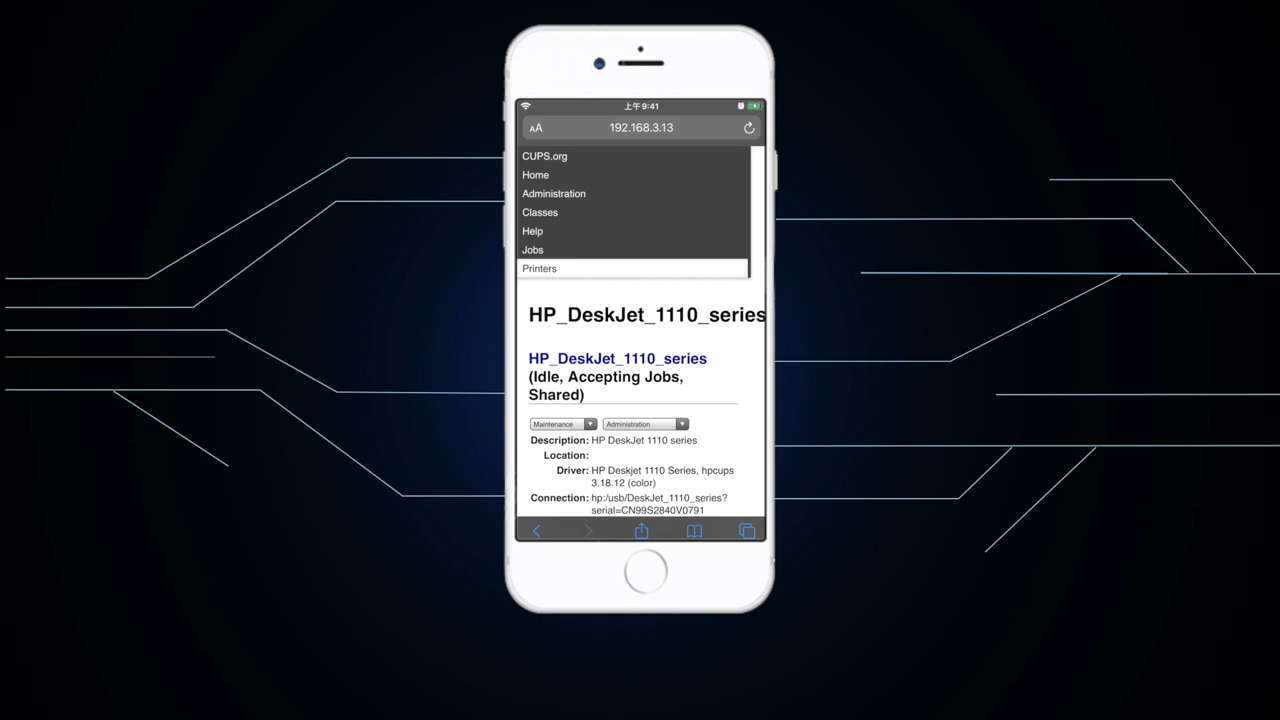 上午9:41
AA 192.168.3.13
CUPS.org
Home
Administration
Classes
Help
Jobs
Printers
HP_DeskJet_1110_series
HP_DeskJet_1110_series
(Idle, Accepting Jobs,
Shared)
Maintenance Administration
Description: HP DeskJet 1110 series
Location:
Driver: HP Deskjet 1110 Series, hpcups
3.18.12 (color)
Connection: hp:/usb/DeskJet_1110_series?
serial=CN99S2840V0791